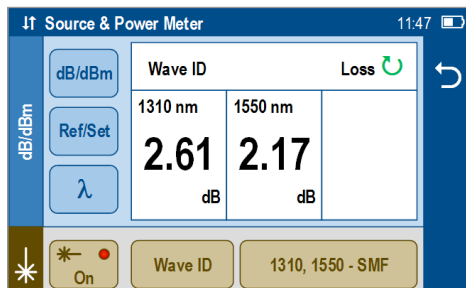 Source & Power Meter 11:47
dB/dBm
dB/dBm
Ref/Set
λ
Wave ID Loss
1310 nm 1550 nm
2.61 2.17
dB dB
On
Wave ID
1310, 1550 - SMF